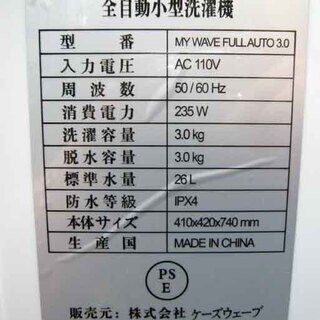 全自動小型洗濯機
型番 MY WAVE FULL AUTO 3.0
入力電圧 AC 110V
周波数 50 / 60 Hz
消費電力 235 W
洗濯容量 3.0 kg
脱水容量 3.0 kg
標準水量 26 L
防水等級 IPX4
本体サイズ 410x420x740 mm
生産国 MADE IN CHINA
PS
E
販売元: 株式会社 ケーズウェーブ